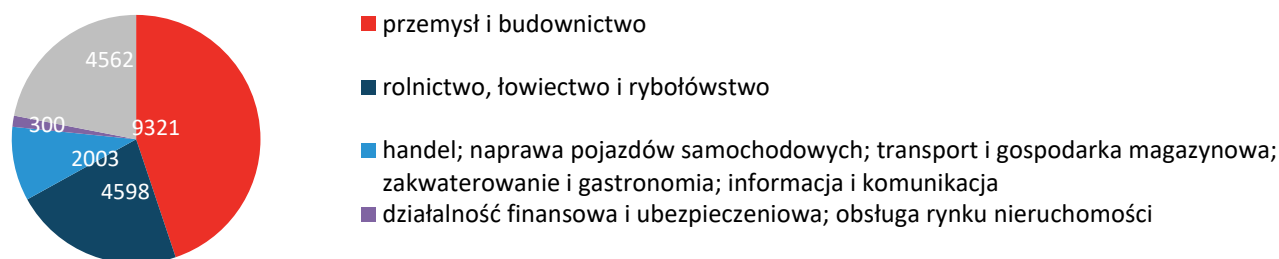 4562
300
9321
2003
4598
przemysł i budownictwo
rolnictwo, łowiectwo i rybołówstwo
handel; naprawa pojazdów samochodowych; transport i gospodarka magazynowa;
zakwaterowanie i gastronomia; informacja i komunikacja
działalność finansowa i ubezpieczeniowa; obsługa rynku nieruchomości